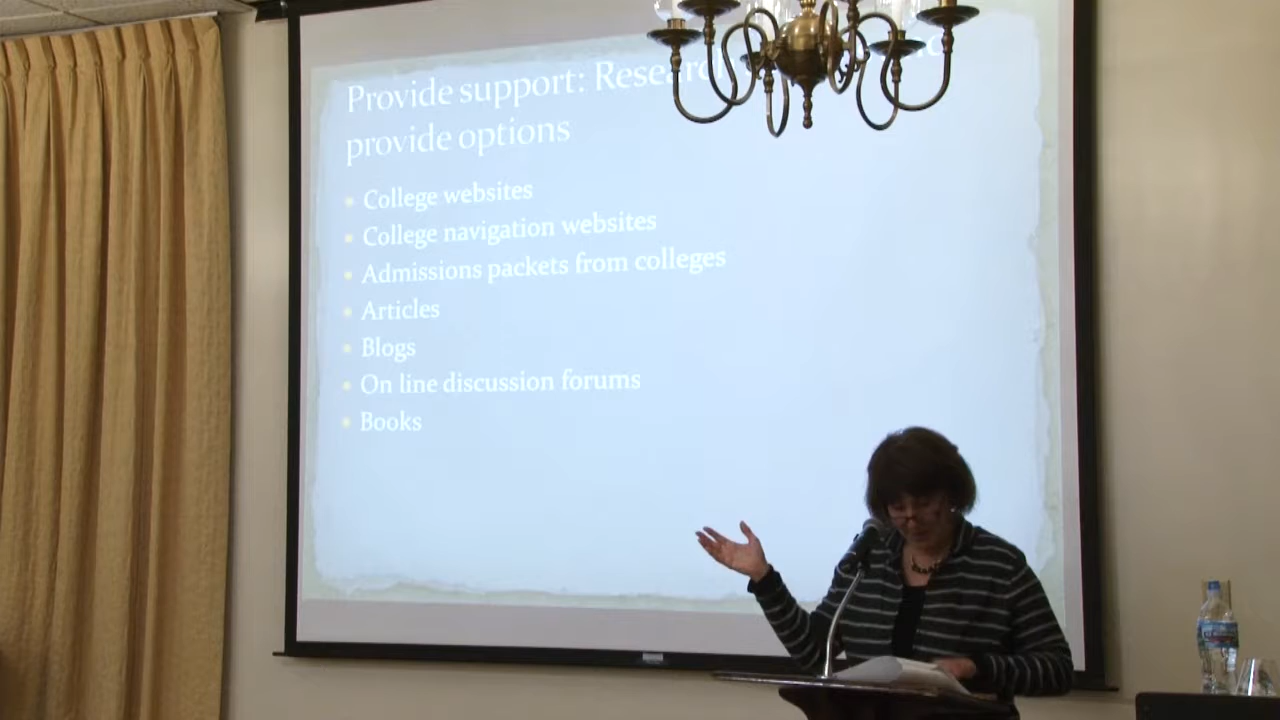 Provide support: Research
provide options
College websites
College navigation websites
Admissions packets from colleges
Articles
Blogs
On line discussion forums
Books